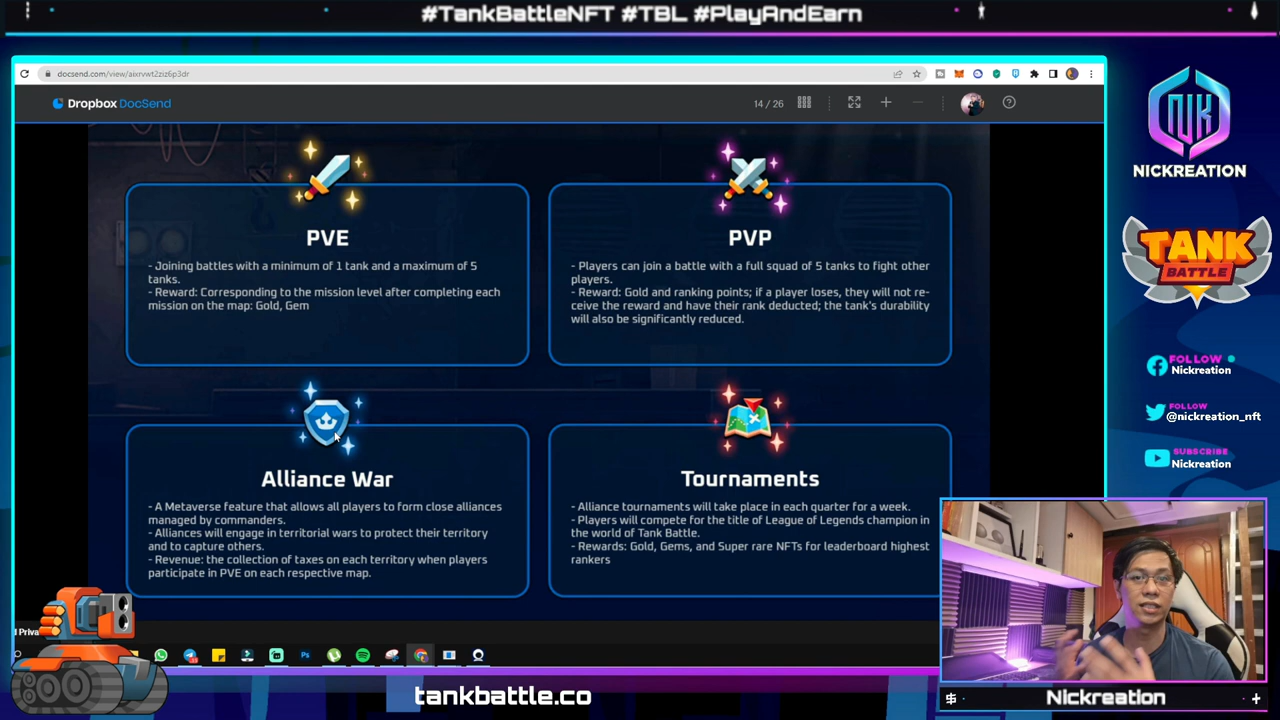 #TankBattleNFT #TBL #PlayAndEarn
docsend.com/view/aixrvwt2ziz6p3dr
Dropbox DocSend
14 / 26
NK
NICKREATION
TANK
BATTLE
PVE
- Joining battles with a minimum of 1 tank and a maximum of 5
tanks.
- Reward: Corresponding to the mission level after completing each
mission on the map: Gold, Gem
PVP
- Players can join a battle with a full squad of 5 tanks to fight other
players.
- Reward: Gold and ranking points; if a player loses, they will not re-
ceive the reward and have their rank deducted; the tank's durability
will also be significantly reduced.
Alliance War
- A Metaverse feature that allows all players to form close alliances
managed by commanders.
- Alliances will engage in territorial wars to protect their territory
and to capture others.
- Revenue: the collection of taxes on each territory when players
participate in PVE on each respective map.
Tournaments
- Alliance tournaments will take place in each quarter for a week.
- Players will compete for the title of League of Legends champion in
the world of Tank Battle.
- Rewards: Gold, Gems, and Super rare NFTs for leaderboard highest
rankers
FOLLOW
Nickreation
FOLLOW
@nickreation_nft
SUBSCRIBE
Nickreation
Ps
tankbattle.co
Nickreation